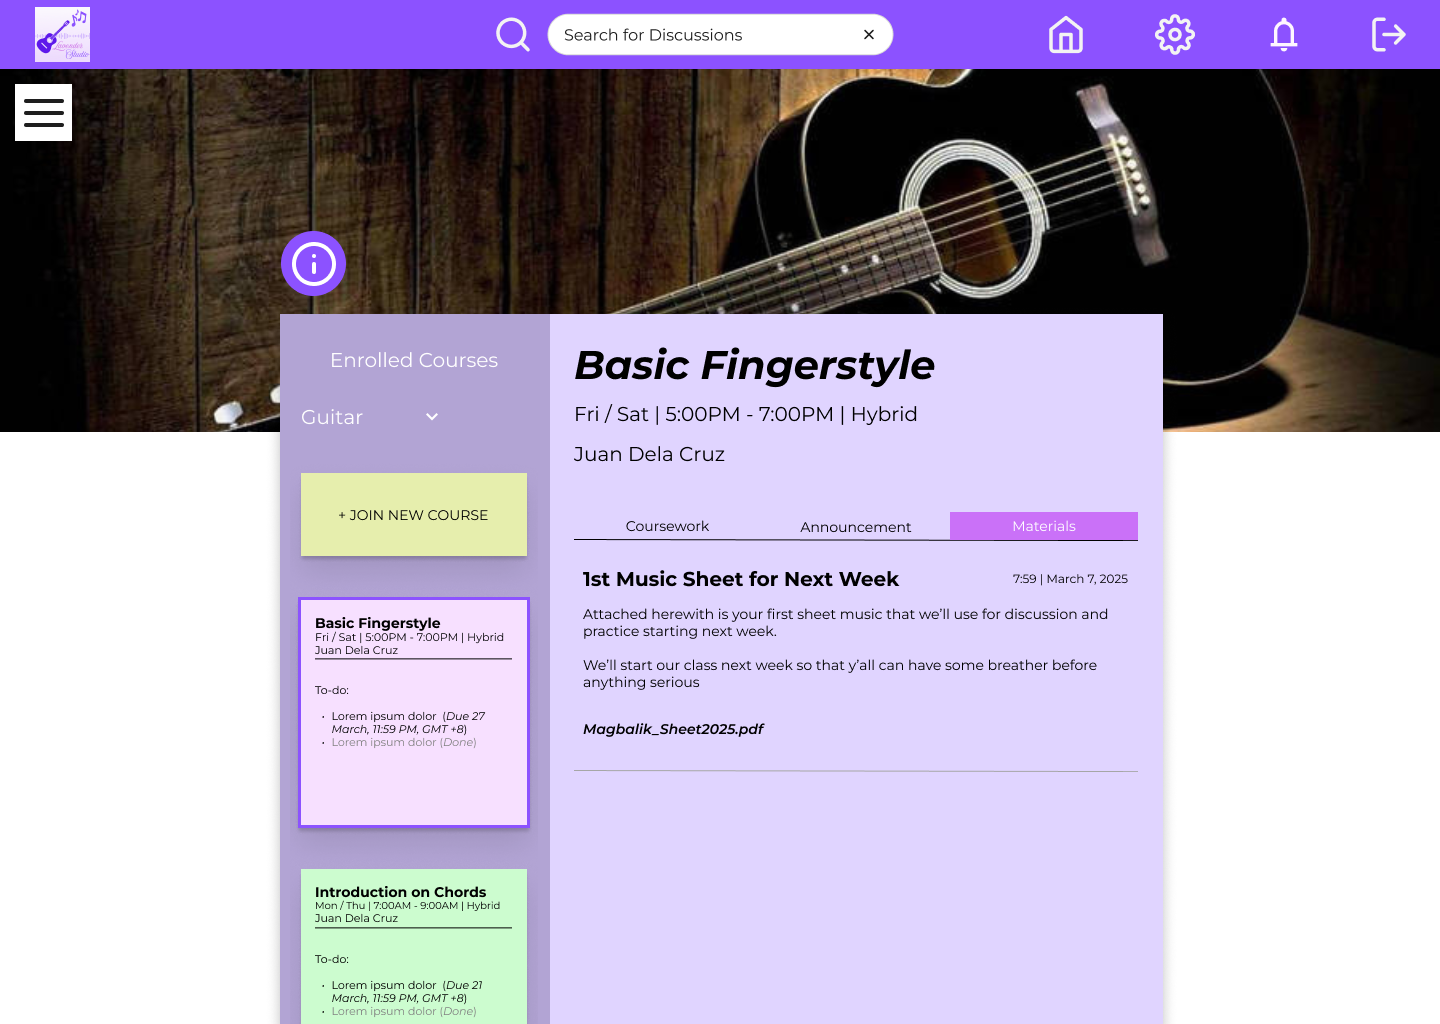 Lavender
Studio
Search for Discussions
Enrolled Courses
Guitar
+ JOIN NEW COURSE
Basic Fingerstyle
Fri / Sat | 5:00PM - 7:00PM | Hybrid
Juan Dela Cruz
To-do:
• Lorem ipsum dolor (Due 27
March, 11:59 PM, GMT +8)
• Lorem ipsum dolor (Done)
Introduction on Chords
Mon / Thu | 7:00AM - 9:00AM | Hybrid
Juan Dela Cruz
To-do:
• Lorem ipsum dolor (Due 21
March, 11:59 PM, GMT +8)
• Lorem ipsum dolor (Done)
Basic Fingerstyle
Fri / Sat | 5:00PM - 7:00PM | Hybrid
Juan Dela Cruz
Coursework Announcement Materials
1st Music Sheet for Next Week 7:59 | March 7, 2025
Attached herewith is your first sheet music that we’ll use for discussion and
practice starting next week.
We’ll start our class next week so that y’all can have some breather before
anything serious
Magbalik_Sheet2025.pdf